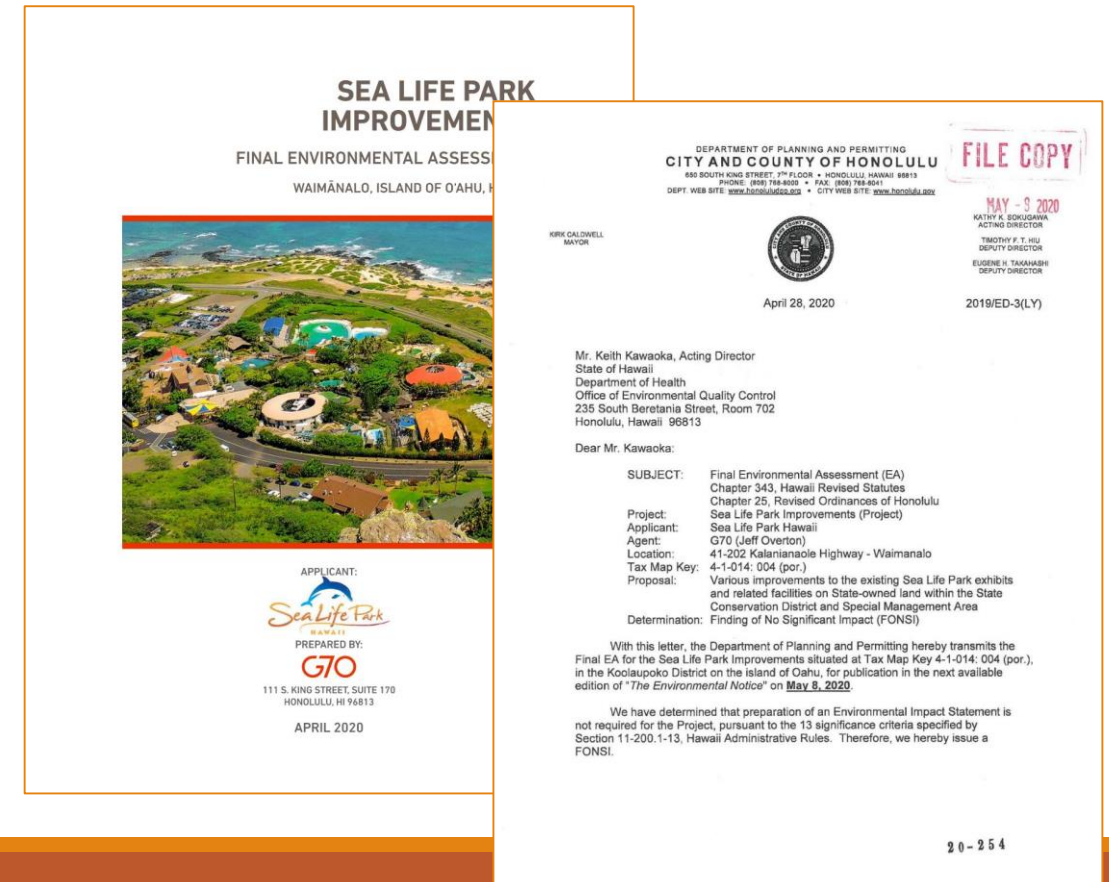 SEA LIFE PARK
IMPROVEMEN
FINAL ENVIRONMENTAL ASSESS
WAIMĀNALO, ISLAND OF O'AHU, H
APPLICANT:
Sea Life Park
HAWAII
PREPARED BY:
G70
111 S. KING STREET, SUITE 170
HONOLULU, HI 96813
APRIL 2020
DEPARTMENT OF PLANNING AND PERMITTING
CITY AND COUNTY OF HONOLULU
650 SOUTH KING STREET, 7TH FLOOR • HONOLULU, HAWAII 96813
PHONE: (808) 768-8000 • FAX: (808) 768-6041
DEPT. WEB SITE: www.honoluludpp.org • CITY WEB SITE: www.honolulu.gov
FILE COPY
MAY - 8 2020
KIRK CALDWELL
MAYOR
KATHY K. SOKUGAWA
ACTING DIRECTOR
TIMOTHY F. T. HIU
DEPUTY DIRECTOR
EUGENE H. TAKAHASHI
DEPUTY DIRECTOR
April 28, 2020
2019/ED-3(LY)
Mr. Keith Kawaoka, Acting Director
State of Hawaii
Department of Health
Office of Environmental Quality Control
235 South Beretania Street, Room 702
Honolulu, Hawaii 96813
Dear Mr. Kawaoka:
SUBJECT: Final Environmental Assessment (EA)
Chapter 343, Hawaii Revised Statutes
Chapter 25, Revised Ordinances of Honolulu
Project: Sea Life Park Improvements (Project)
Applicant: Sea Life Park Hawaii
Agent: G70 (Jeff Overton)
Location: 41-202 Kalanianaole Highway - Waimanalo
Tax Map Key: 4-1-014: 004 (por.)
Proposal: Various improvements to the existing Sea Life Park exhibits
and related facilities on State-owned land within the State
Conservation District and Special Management Area
Determination: Finding of No Significant Impact (FONSI)
With this letter, the Department of Planning and Permitting hereby transmits the
Final EA for the Sea Life Park Improvements situated at Tax Map Key 4-1-014: 004 (por.),
in the Koolaupoko District on the island of Oahu, for publication in the next available
edition of "The Environmental Notice" on May 8, 2020.
We have determined that preparation of an Environmental Impact Statement is
not required for the Project, pursuant to the 13 significance criteria specified by
Section 11-200.1-13, Hawaii Administrative Rules. Therefore, we hereby issue a
FONSI.
20-254